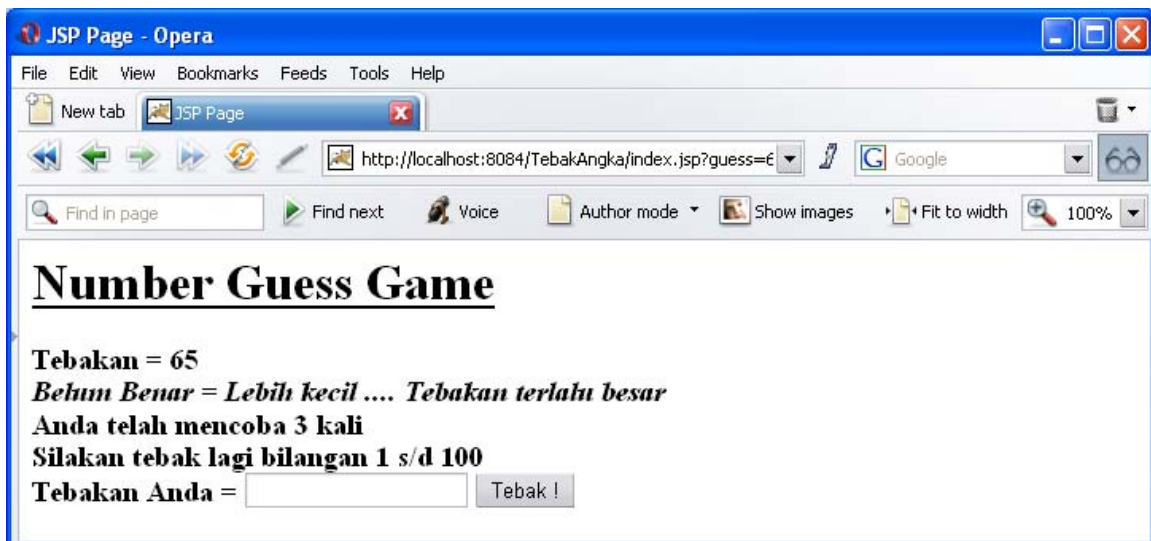 JSP Page - Opera
File Edit View Bookmarks Feeds Tools Help
New tab JSP Page
http://localhost:8084/TebakAngka/index.jsp?guess=6 Google
Find in page Find next Voice Author mode Show images Fit to width 100%
Number Guess Game
Tebakan = 65
Belum Benar = Lebih kecil .... Tebakan terlalu besar
Anda telah mencoba 3 kali
Silakan tebak lagi bilangan 1 s/d 100
Tebakan Anda = Tebak !